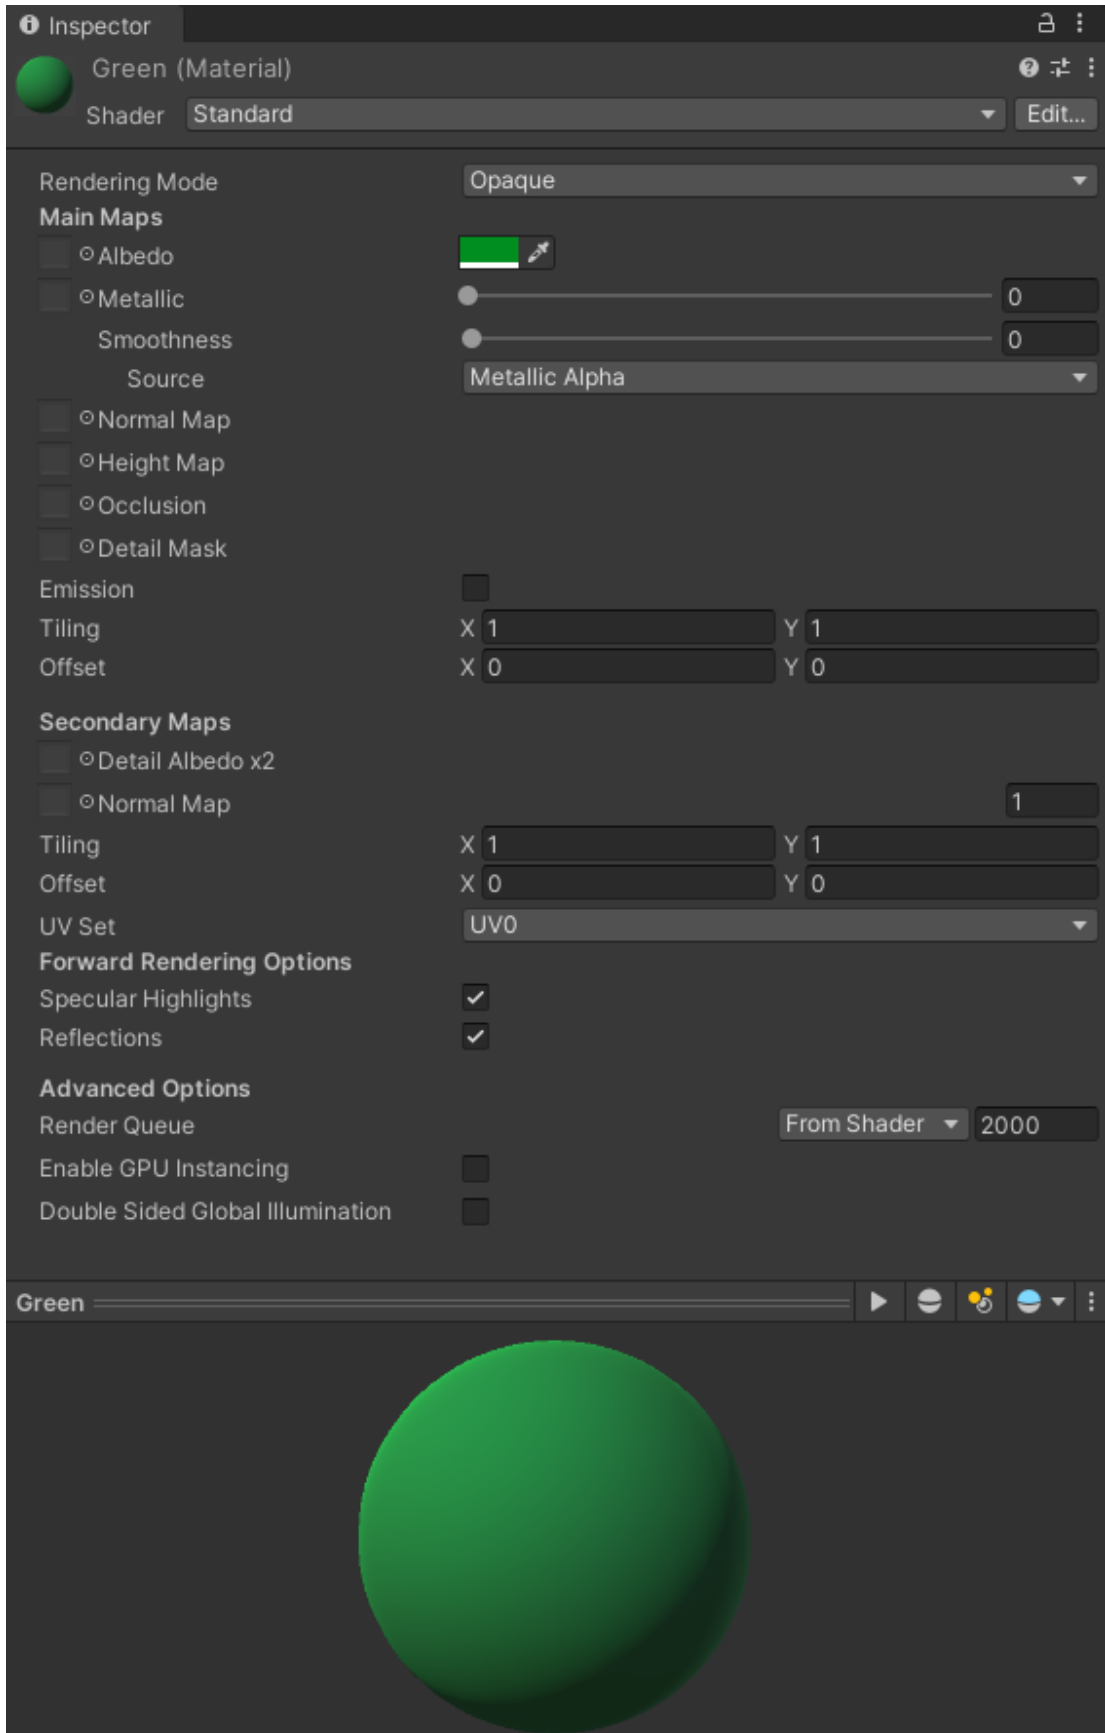 Inspector
Green (Material)
Shader Standard Edit...
Rendering Mode Opaque
Main Maps
Albedo
Metallic 0
Smoothness 0
Source Metallic Alpha
Normal Map
Height Map
Occlusion
Detail Mask
Emission
Tiling X 1 Y 1
Offset X 0 Y 0
Secondary Maps
Detail Albedo x2
Normal Map 1
Tiling X 1 Y 1
Offset X 0 Y 0
UV Set UV0
Forward Rendering Options
Specular Highlights
Reflections
Advanced Options
Render Queue From Shader 2000
Enable GPU Instancing
Double Sided Global Illumination
Green